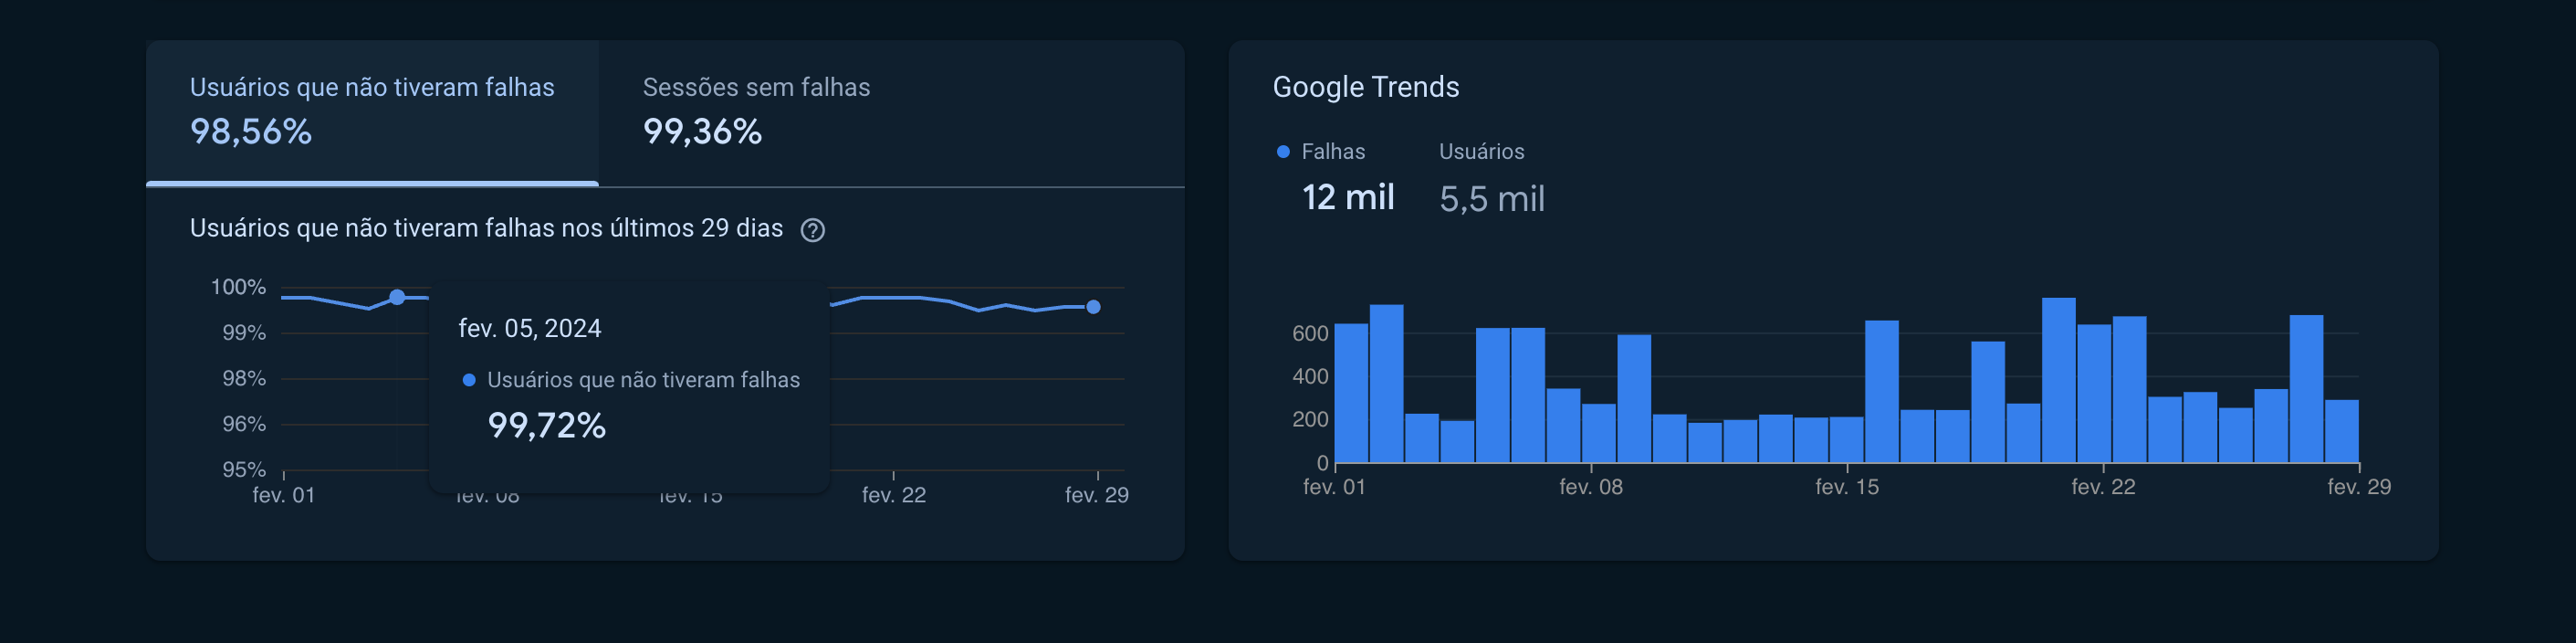 Usuários que não tiveram falhas
98,56%
Sessões sem falhas
99,36%
Usuários que não tiveram falhas nos últimos 29 dias
100%
99%
98%
96%
95%
fev. 01
fev. 08
fev. 15
fev. 22
fev. 29
fev. 05, 2024
Usuários que não tiveram falhas
99,72%
Google Trends
Falhas
12 mil
Usuários
5,5 mil
600
400
200
0
fev. 01
fev. 08
fev. 15
fev. 22
fev. 29